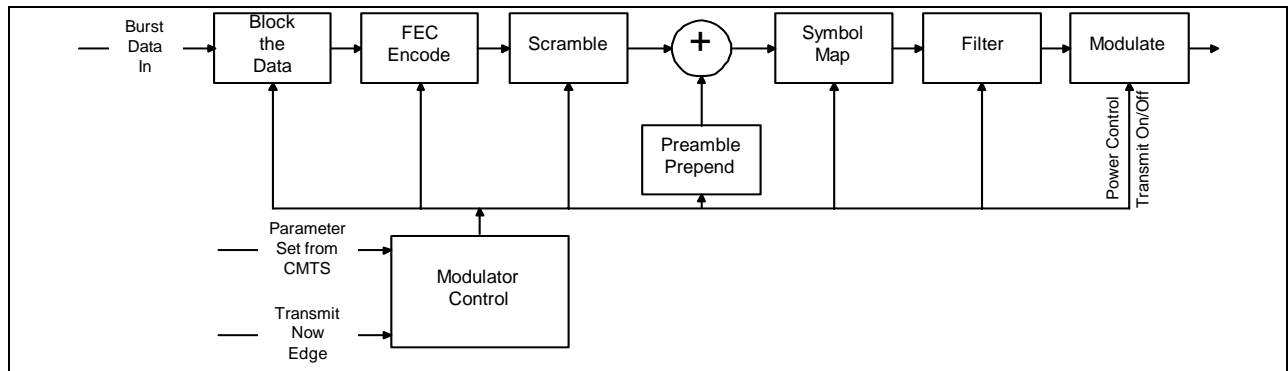 Burst
Data
In
Block
the
Data
FEC
Encode
Scramble
+
Symbol
Map
Filter
Modulate
Preamble
Prepend
Power Control
Transmit On/Off
Parameter
Set from
CMTS
Modulator
Control
Transmit
Now
Edge